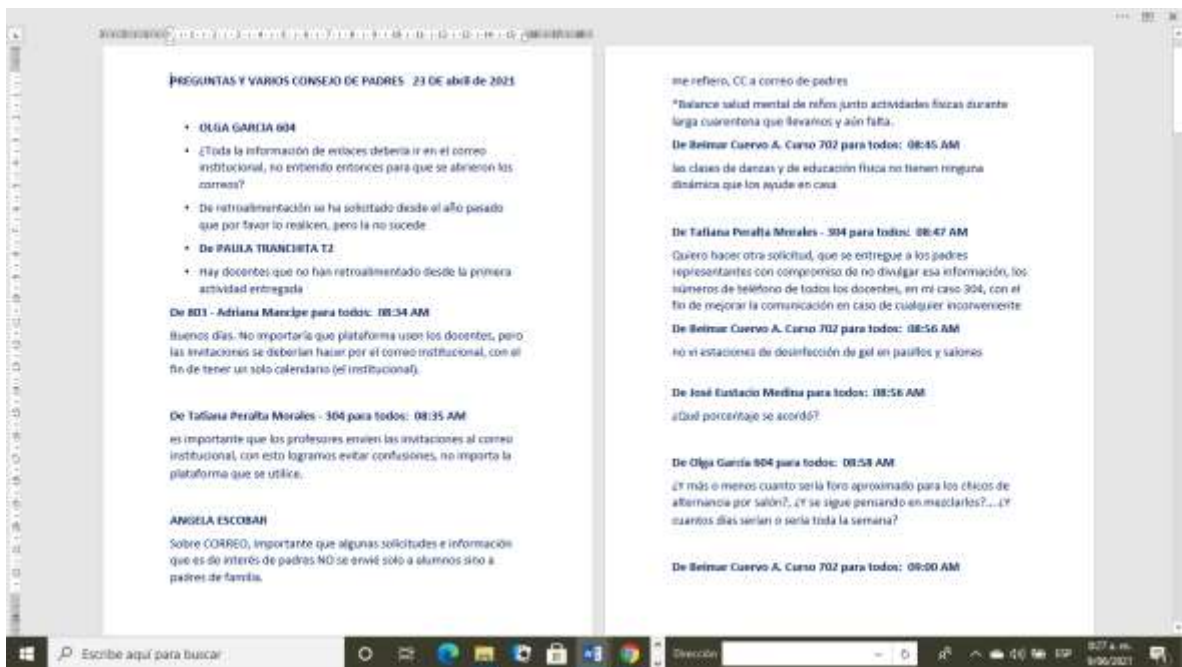 PREGUNTAS Y VARIOS CONSEJO DE PADRES 23 DE abril de 2021
• OLGA GARCIA 604
• ¿Toda la información de enlaces debería ir en el correo
institucional, no entiendo entonces para que se abrieron los
correos?
• De retroalimentación se ha solicitado desde el año pasado
que por favor lo realicen, pero la no sucede
• De PAULA TRANCHITA T2
• Hay docentes que no han retroalimentado desde la primera
actividad entregada
De 803 - Adriana Mancipe para todos: 08:34 AM
Buenos días. No importaría que plataforma usen los docentes, pero
las invitaciones se deberían hacer por el correo institucional, con el
fin de tener un solo calendario (el institucional).
De Tatiana Peralta Morales - 304 para todos: 08:35 AM
es importante que los profesores envíen las invitaciones al correo
institucional, con esto logramos evitar confusiones, no importa la
plataforma que se utilice.
ANGELA ESCOBAR
Sobre CORREO, importante que algunas solicitudes e información
que es de interés de padres NO se envié solo a alumnos sino a
padres de familia.
me refiero, CC a correo de padres
*Balance salud mental de niños junto actividades físicas durante
larga cuarentena que llevamos y aún falta.
De Beimar Cuervo A. Curso 702 para todos: 08:45 AM
las clases de danzas y de educación física no tienen ninguna
dinámica que los ayude en casa
De Tatiana Peralta Morales - 304 para todos: 08:47 AM
Quiero hacer otra solicitud, que se entregue a los padres
representantes con compromiso de no divulgar esa información, los
números de teléfono de todos los docentes, en mi caso 304, con el
fin de mejorar la comunicación en caso de cualquier inconveniente
De Beimar Cuervo A. Curso 702 para todos: 08:56 AM
no vi estaciones de desinfección de gel en pasillos y salones
De José Eustacio Medina para todos: 08:56 AM
¿Qué porcentaje se acordó?
De Olga García 604 para todos: 08:58 AM
¿Y más o menos cuanto sería foro aproximado para los chicos de
alternancia por salón?, ¿Y se sigue pensando en mezclarlos?... ¿Y
cuantos días serían o sería toda la semana?
De Beimar Cuervo A. Curso 702 para todos: 09:00 AM
Escribe aquí para buscar
Dirección
ESP
8:27 a. m.
9/06/2021